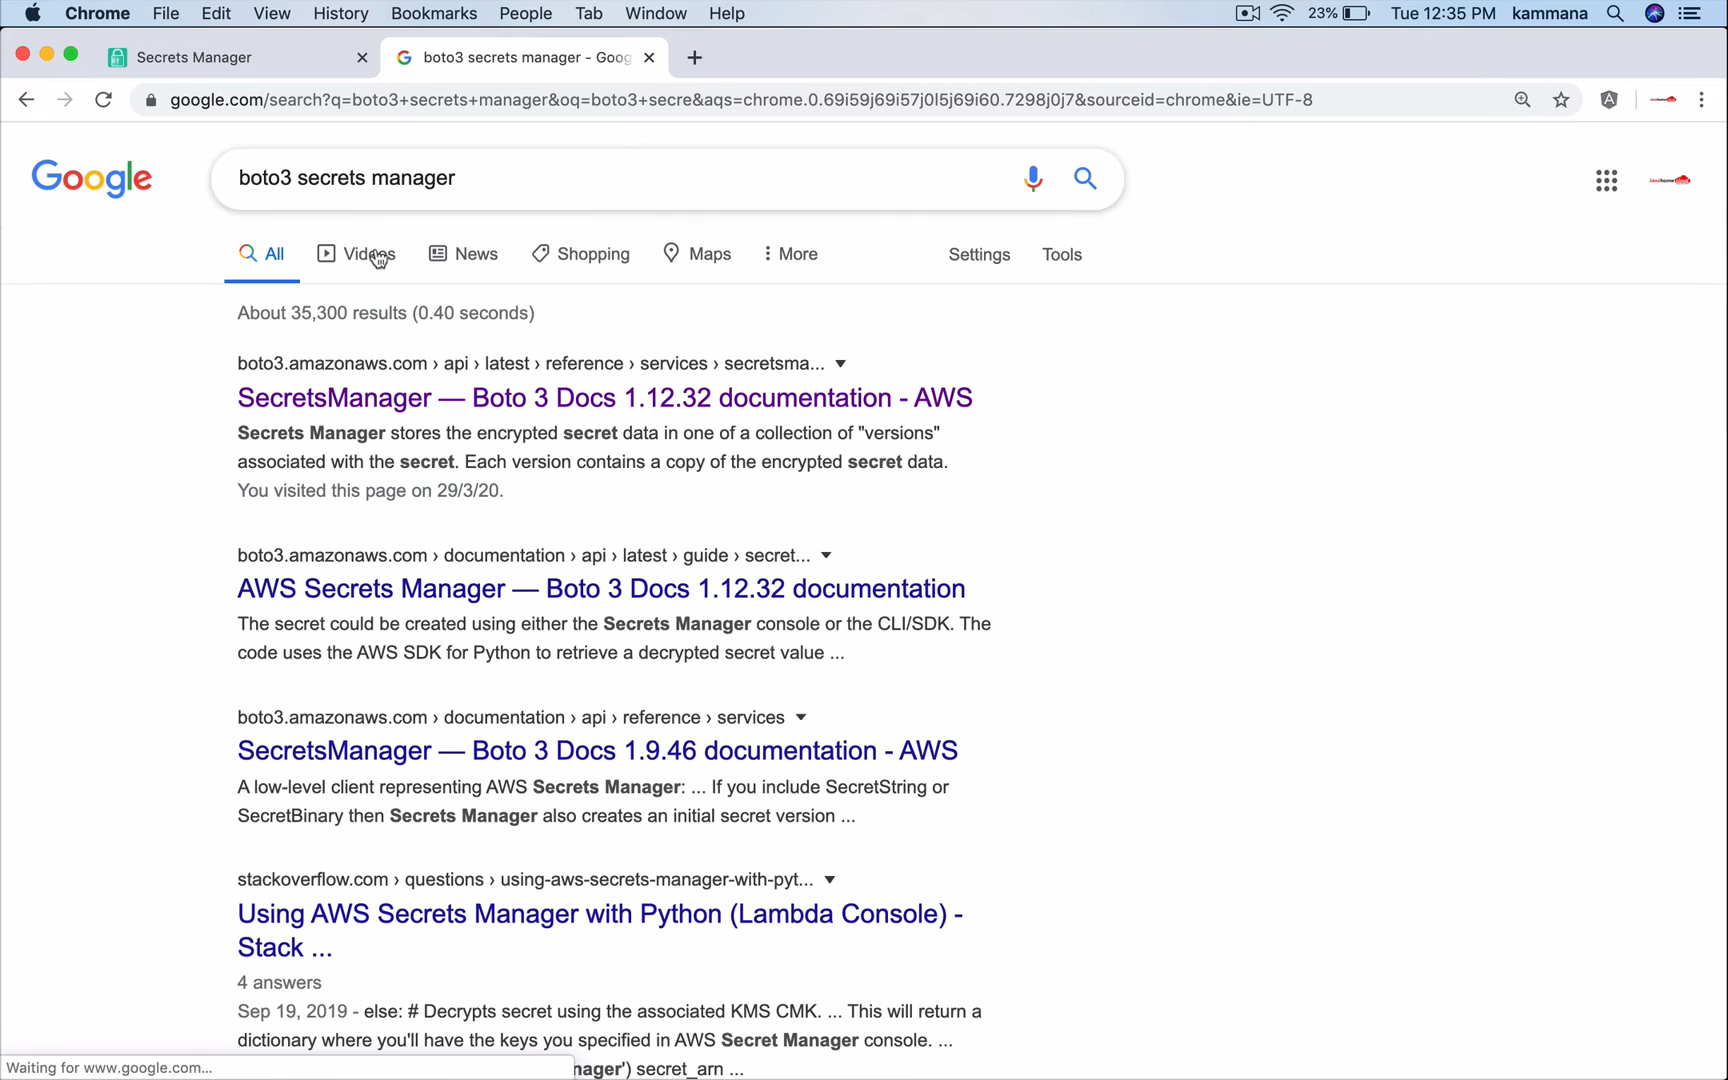 Chrome File Edit View History Bookmarks People Tab Window Help 23% Tue 12:35 PM kammana
Secrets Manager boto3 secrets manager - Goog
google.com/search?q=boto3+secrets+manager&oq=boto3+secre&aqs=chrome.0.69i59j69i57j0l5j69i60.7298j0j7&sourceid=chrome&ie=UTF-8
Google boto3 secrets manager
All Videos News Shopping Maps More Settings Tools
About 35,300 results (0.40 seconds)
boto3.amazonaws.com › api › latest › reference › services › secretsma...
SecretsManager — Boto 3 Docs 1.12.32 documentation - AWS
Secrets Manager stores the encrypted secret data in one of a collection of "versions"
associated with the secret. Each version contains a copy of the encrypted secret data.
You visited this page on 29/3/20.
boto3.amazonaws.com › documentation › api › latest › guide › secret...
AWS Secrets Manager — Boto 3 Docs 1.12.32 documentation
The secret could be created using either the Secrets Manager console or the CLI/SDK. The
code uses the AWS SDK for Python to retrieve a decrypted secret value ...
boto3.amazonaws.com › documentation › api › reference › services
SecretsManager — Boto 3 Docs 1.9.46 documentation - AWS
A low-level client representing AWS Secrets Manager: ... If you include SecretString or
SecretBinary then Secrets Manager also creates an initial secret version ...
stackoverflow.com › questions › using-aws-secrets-manager-with-pyt...
Using AWS Secrets Manager with Python (Lambda Console) -
Stack ...
4 answers
Sep 19, 2019 - else: # Decrypts secret using the associated KMS CMK. ... This will return a
dictionary where you'll have the keys you specified in AWS Secret Manager console. ...
Waiting for www.google.com... nager') secret_arn ...